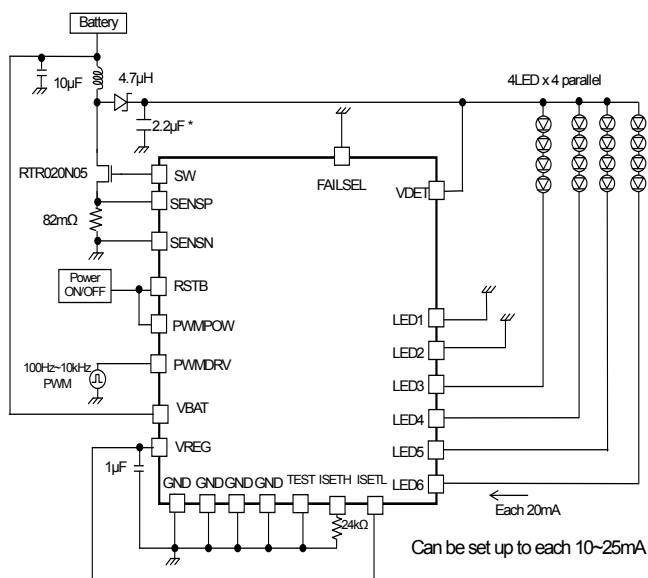 Battery
10μF
4.7μH
4LED x 4 parallel
2.2μF *
RTR020N05
SW
FAILSEL
VDET
SENSP
82mΩ
SENSN
Power
ON/OFF
RSTB
PWMPOW
LED1
LED2
100Hz~10kHz
PWM
PWMDRV
LED3
VBAT
LED4
VREG
LED5
1μF
GND
GND
GND
GND
TEST
ISETH
ISETL
LED6
24kΩ
Each 20mA
Can be set up to each 10~25mA